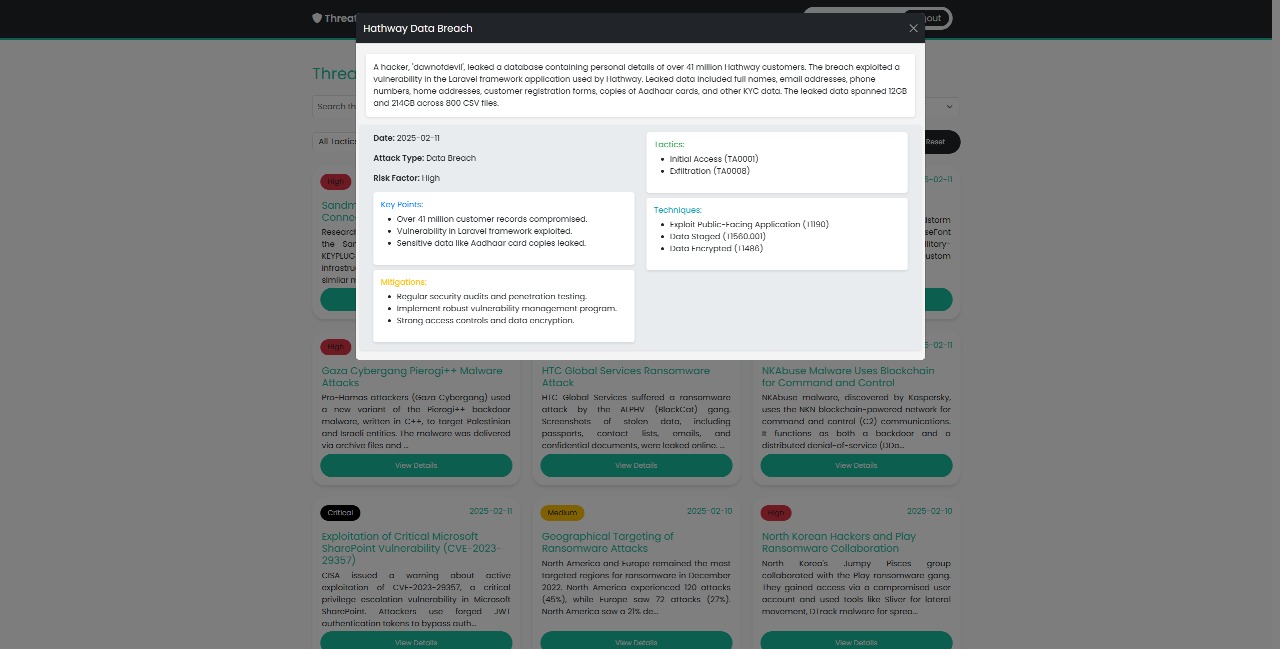 Threat
out
Hathway Data Breach
A hacker, 'dawnofdevil', leaked a database containing personal details of over 41 million Hathway customers. The breach exploited a
vulnerability in the Laravel framework application used by Hathway. Leaked data included full names, email addresses, phone
numbers, home addresses, customer registration forms, copies of Aadhaar cards, and other KYC data. The leaked data spanned 12GB
and 214GB across 800 CSV files.
Date: 2025-02-11
Attack Type: Data Breach
Risk Factor: High
Key Points:
Over 41 million customer records compromised.
Vulnerability in Laravel framework exploited.
Sensitive data like Aadhaar card copies leaked.
Mitigations:
Regular security audits and penetration testing.
Implement robust vulnerability management program.
Strong access controls and data encryption.
Tactics:
Initial Access (TA0001)
Exfiltration (TA0008)
Techniques:
Exploit Public-Facing Application (T1190)
Data Staged (T1560.001)
Data Encrypted (T1486)
Threa
Search th
All Tactics
Reset
High
Sandm
Conne
Resear
the San
KEYPLUG
infrastru
similar m
5-02-11
dstorm
seFont
ilitary-
ustom
High
Gaza Cybergang Pierogi++ Malware
Attacks
Pro-Hamas attackers (Gaza Cybergang) used
a new variant of the Pierogi++ backdoor
malware, written in C++, to target Palestinian
and Israeli entities. The malware was delivered
via archive files and ...
View Details
HTC Global Services Ransomware
Attack
HTC Global Services suffered a ransomware
attack by the ALPHV (BlackCat) gang.
Screenshots of stolen data, including
passports, contact lists, emails, and
confidential documents, were leaked online. ...
View Details
5-02-11
NKAbuse Malware Uses Blockchain
for Command and Control
NKAbuse malware, discovered by Kaspersky,
uses the NKN blockchain-powered network for
command and control (C2) communications.
It functions as both a backdoor and a
distributed denial-of-service (DDo...
View Details
Critical
2025-02-11
Exploitation of Critical Microsoft
SharePoint Vulnerability (CVE-2023-
29357)
CISA issued a warning about active
exploitation of CVE-2023-29357, a critical
privilege escalation vulnerability in Microsoft
SharePoint. Attackers use forged JWT
authentication tokens to bypass auth...
View Details
Medium
2025-02-10
Geographical Targeting of
Ransomware Attacks
North America and Europe remained the most
targeted regions for ransomware in December
2022. North America experienced 120 attacks
(45%), while Europe saw 72 attacks (27%).
North America saw a 21% de...
View Details
High
2025-02-10
North Korean Hackers and Play
Ransomware Collaboration
North Korea's Jumpy Pisces group
collaborated with the Play ransomware gang.
They gained access via a compromised user
account and used tools like Sliver for lateral
movement, DTrack malware for sprea...
View Details